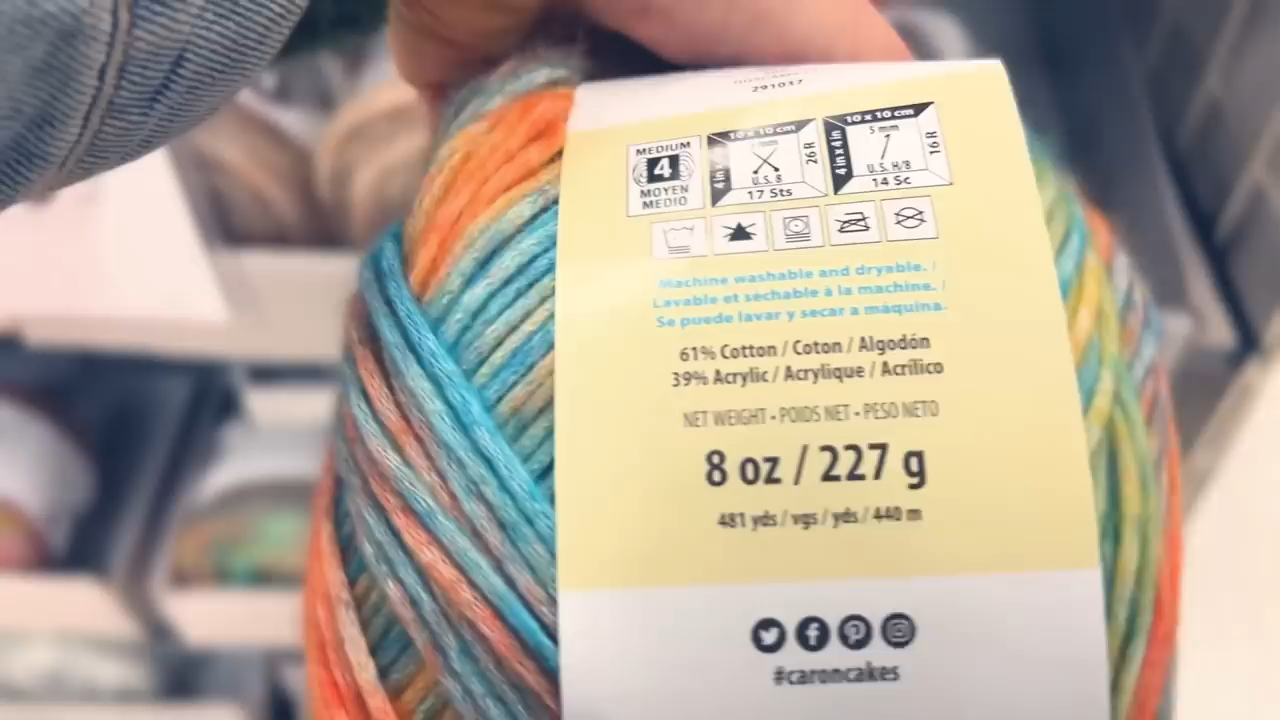 291037
MEDIUM
4
MOYEN
MEDIO
10 x 10 cm
4 in
26 R
U.S. 8
17 Sts
10 x 10 cm
4 in x 4 in
5 mm
16 R
U.S. H/8
14 Sc
Machine washable and dryable. /
Lavable et séchable à la machine. /
Se puede lavar y secar a máquina.
61% Cotton / Coton / Algodón
39% Acrylic / Acrylique / Acrílico
NET WEIGHT • POIDS NET • PESO NETO
8 oz / 227 g
481 yds / vgs / yds / 440 m
#caroncakes